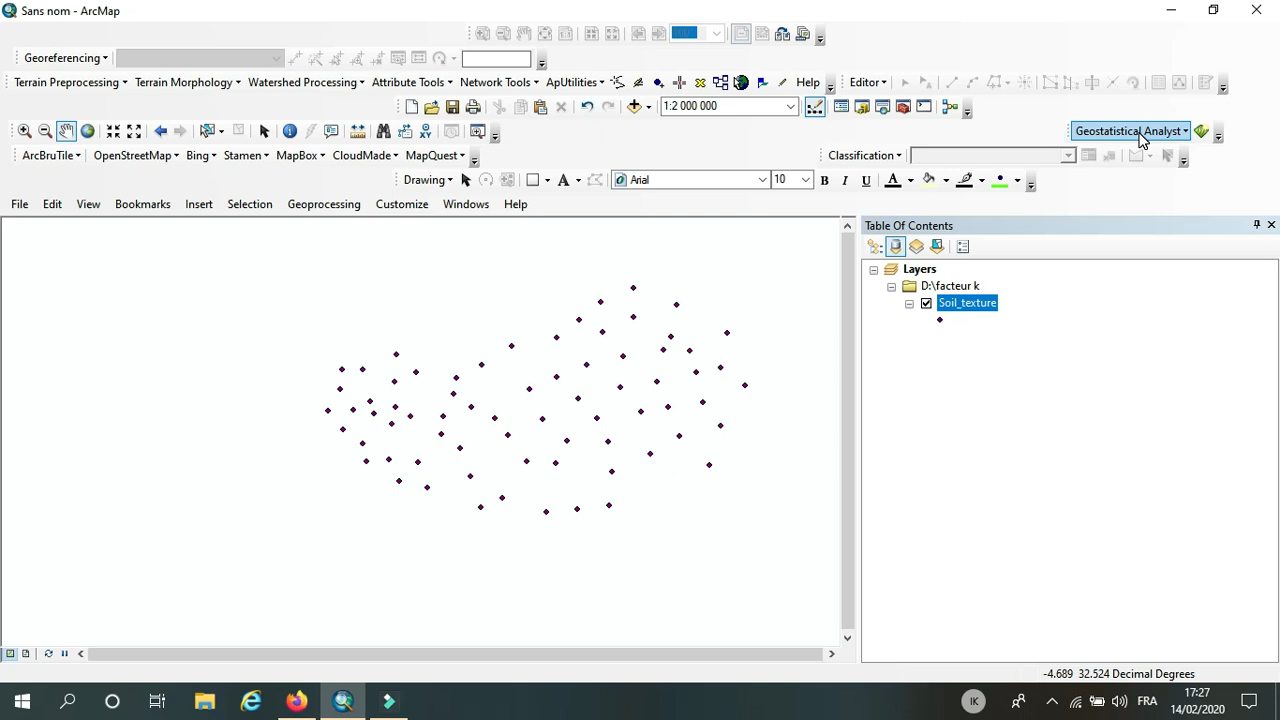 Sans nom - ArcMap
Georeferencing
Terrain Preprocessing Terrain Morphology Watershed Processing Attribute Tools Network Tools ApUtilities Help Editor
1:2 000 000
Geostatistical Analyst
ArcBruTile OpenStreetMap Bing Stamen MapBox CloudMade MapQuest Classification
Drawing A Arial 10 B I U A
File Edit View Bookmarks Insert Selection Geoprocessing Customize Windows Help
Table Of Contents
Layers
D:\facteur k
Soil_texture
-4.689 32.524 Decimal Degrees
IK FRA 17:27
14/02/2020